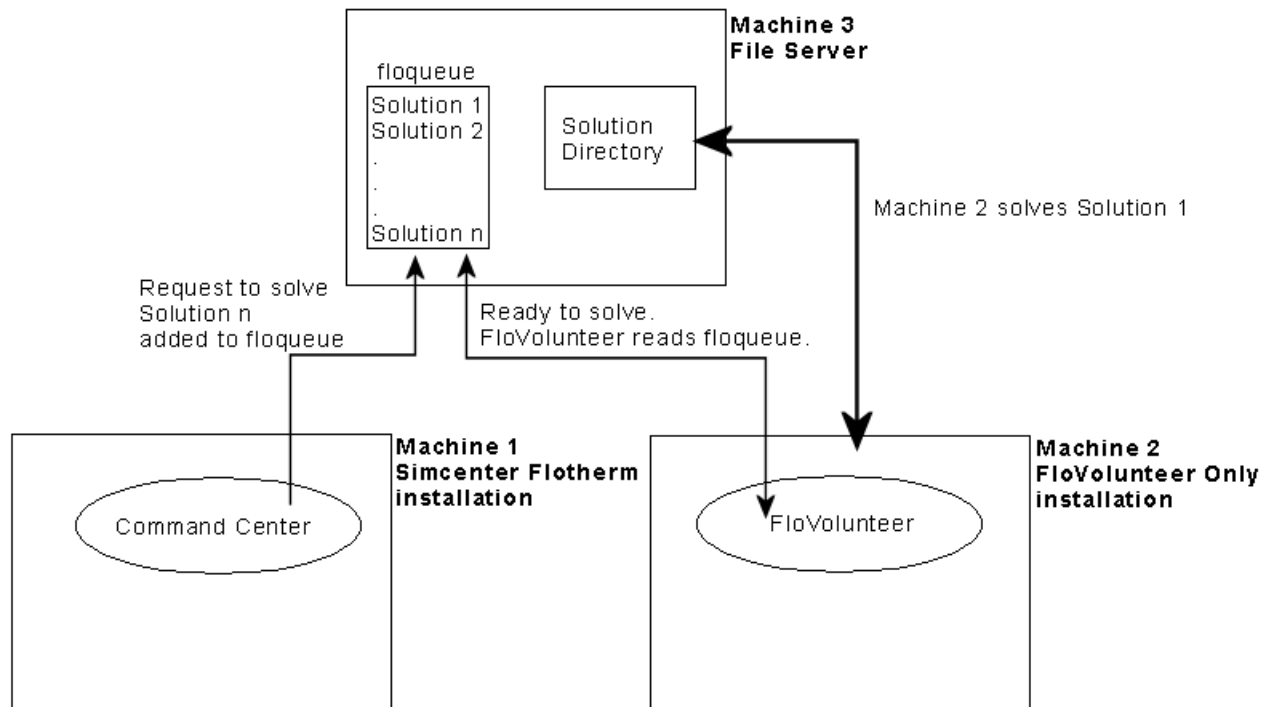 Machine 3
File Server
floqueue
Solution 1
Solution 2
.
.
.
Solution n
Solution
Directory
Machine 2 solves Solution 1
Request to solve
Solution n
added to floqueue
Ready to solve.
FloVolunteer reads floqueue.
Machine 1
Simcenter Flotherm
installation
Command Center
Machine 2
FloVolunteer Only
installation
FloVolunteer